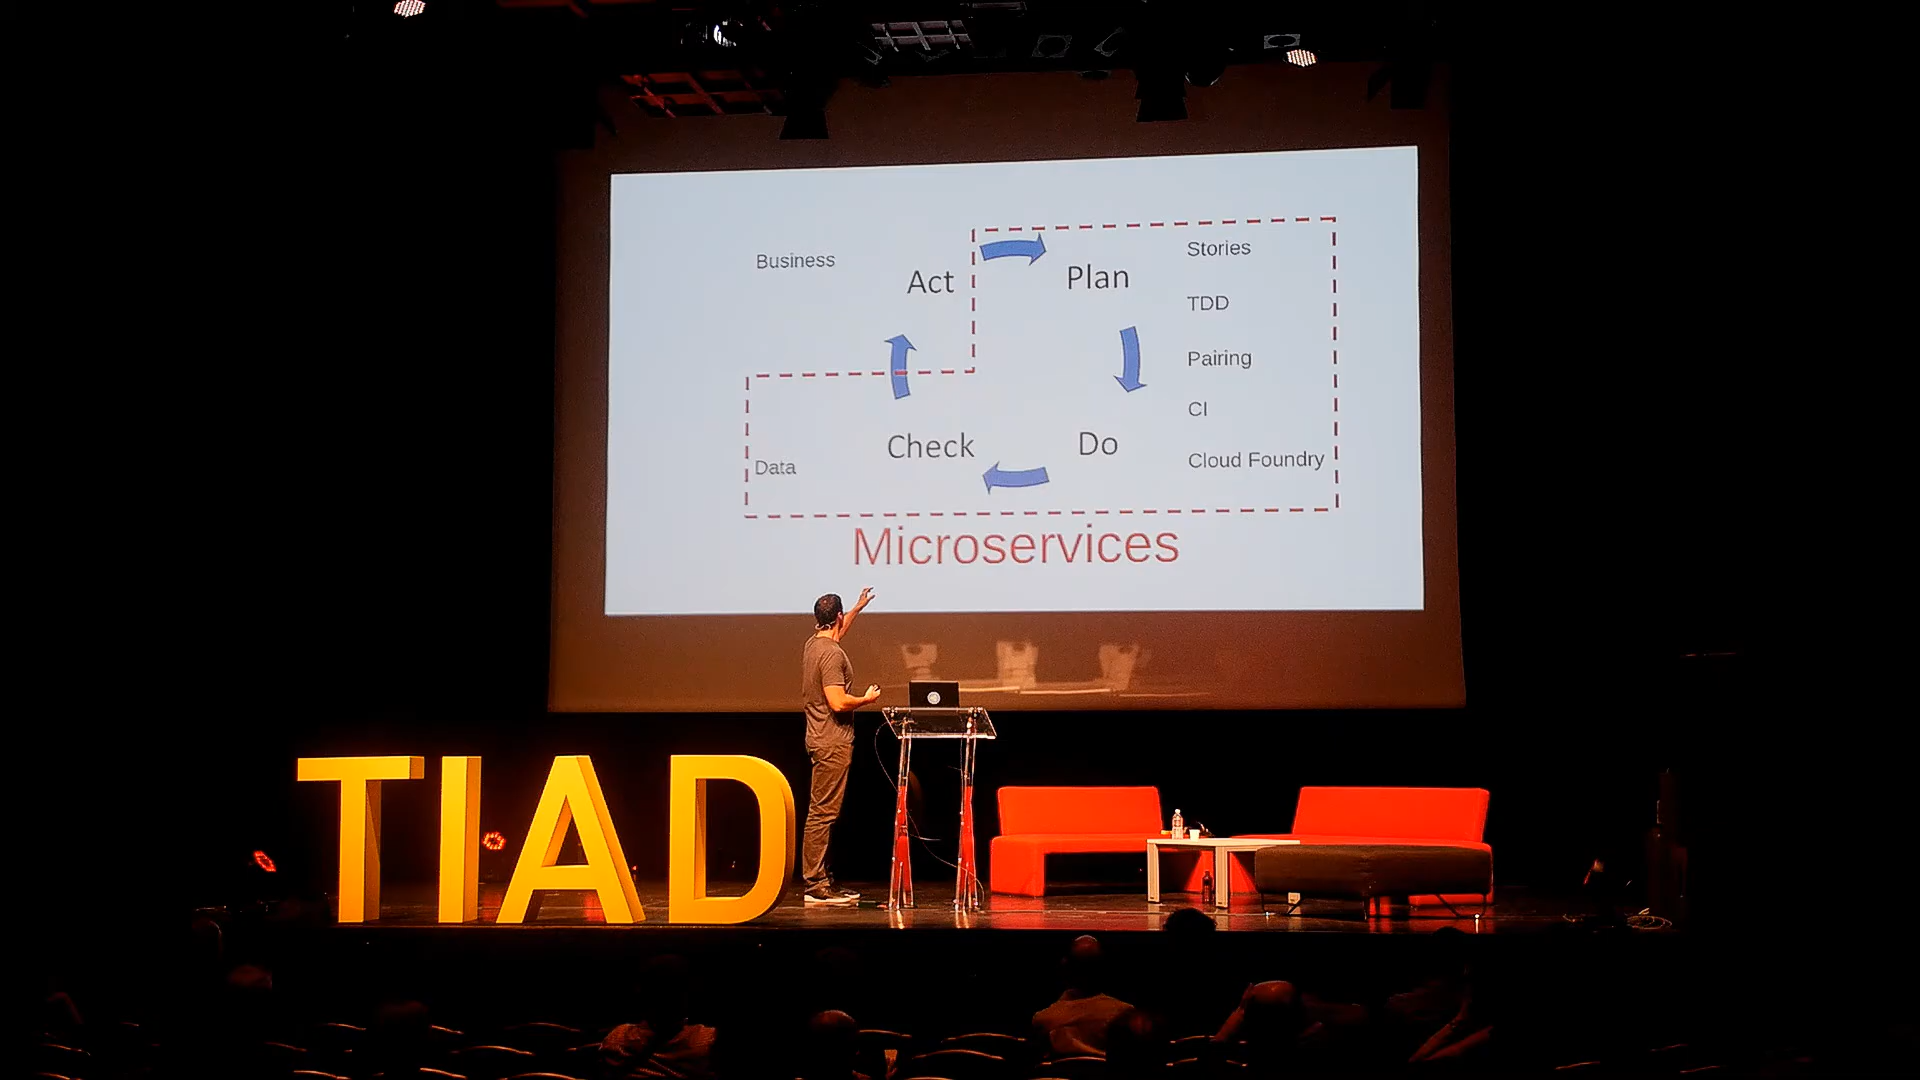 Business
Act
Plan
Stories
TDD
Pairing
CI
Check
Do
Data
Cloud Foundry
Microservices
TIAD